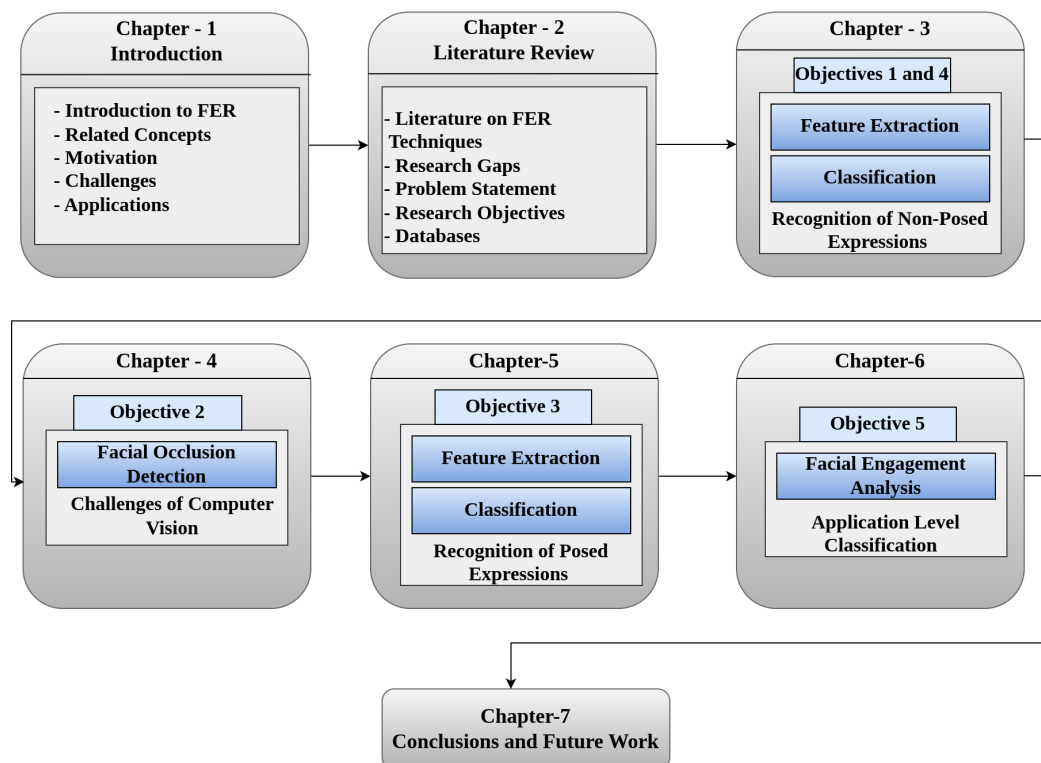 Chapter - 1
Introduction
- Introduction to FER
- Related Concepts
- Motivation
- Challenges
- Applications
Chapter - 2
Literature Review
- Literature on FER
Techniques
- Research Gaps
- Problem Statement
- Research Objectives
- Databases
Chapter - 3
Objectives 1 and 4
Feature Extraction
Classification
Recognition of Non-Posed
Expressions
Chapter - 4
Objective 2
Facial Occlusion
Detection
Challenges of Computer
Vision
Chapter-5
Objective 3
Feature Extraction
Classification
Recognition of Posed
Expressions
Chapter-6
Objective 5
Facial Engagement
Analysis
Application Level
Classification
Chapter-7
Conclusions and Future Work